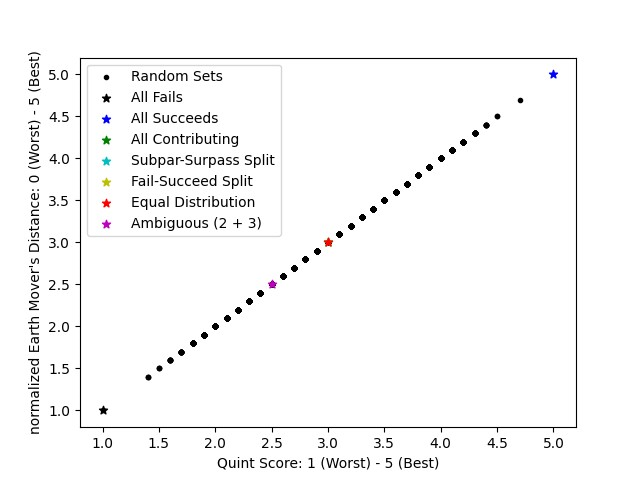 normalized Earth Mover's Distance: 0 (Worst) - 5 (Best)
5.0
4.5
4.0
3.5
3.0
2.5
2.0
1.5
1.0
Random Sets
All Fails
All Succeeds
All Contributing
Subpar-Surpass Split
Fail-Succeed Split
Equal Distribution
Ambiguous (2 + 3)
1.0 1.5 2.0 2.5 3.0 3.5 4.0 4.5 5.0
Quint Score: 1 (Worst) - 5 (Best)